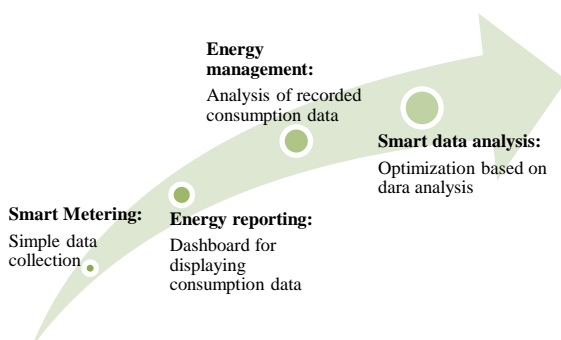 Energy
management:
Analysis of recorded
consumption data
Smart data analysis:
Optimization based on
dara analysis
Smart Metering:
Simple data
collection
Energy reporting:
Dashboard for
displaying
consumption data